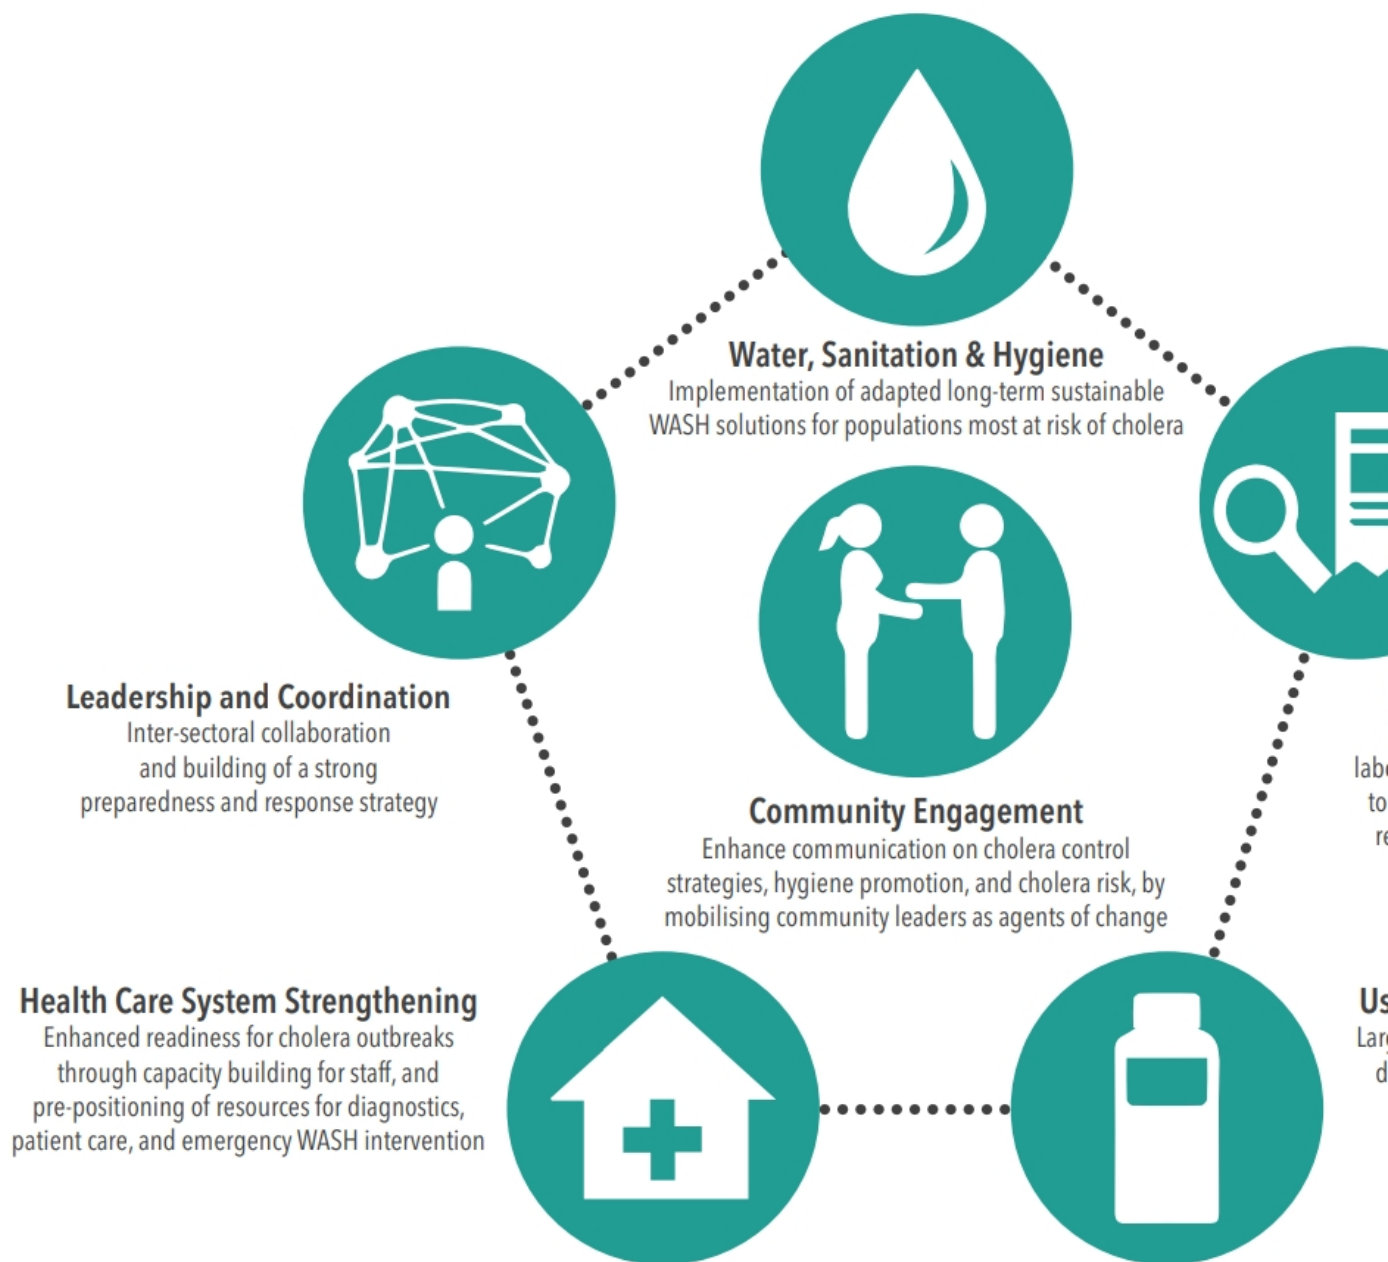 Water, Sanitation & Hygiene
Implementation of adapted long-term sustainable
WASH solutions for populations most at risk of cholera
Leadership and Coordination
Inter-sectoral collaboration
and building of a strong
preparedness and response strategy
Community Engagement
Enhance communication on cholera control
strategies, hygiene promotion, and cholera risk, by
mobilising community leaders as agents of change
Health Care System Strengthening
Enhanced readiness for cholera outbreaks
through capacity building for staff, and
pre-positioning of resources for diagnostics,
patient care, and emergency WASH intervention